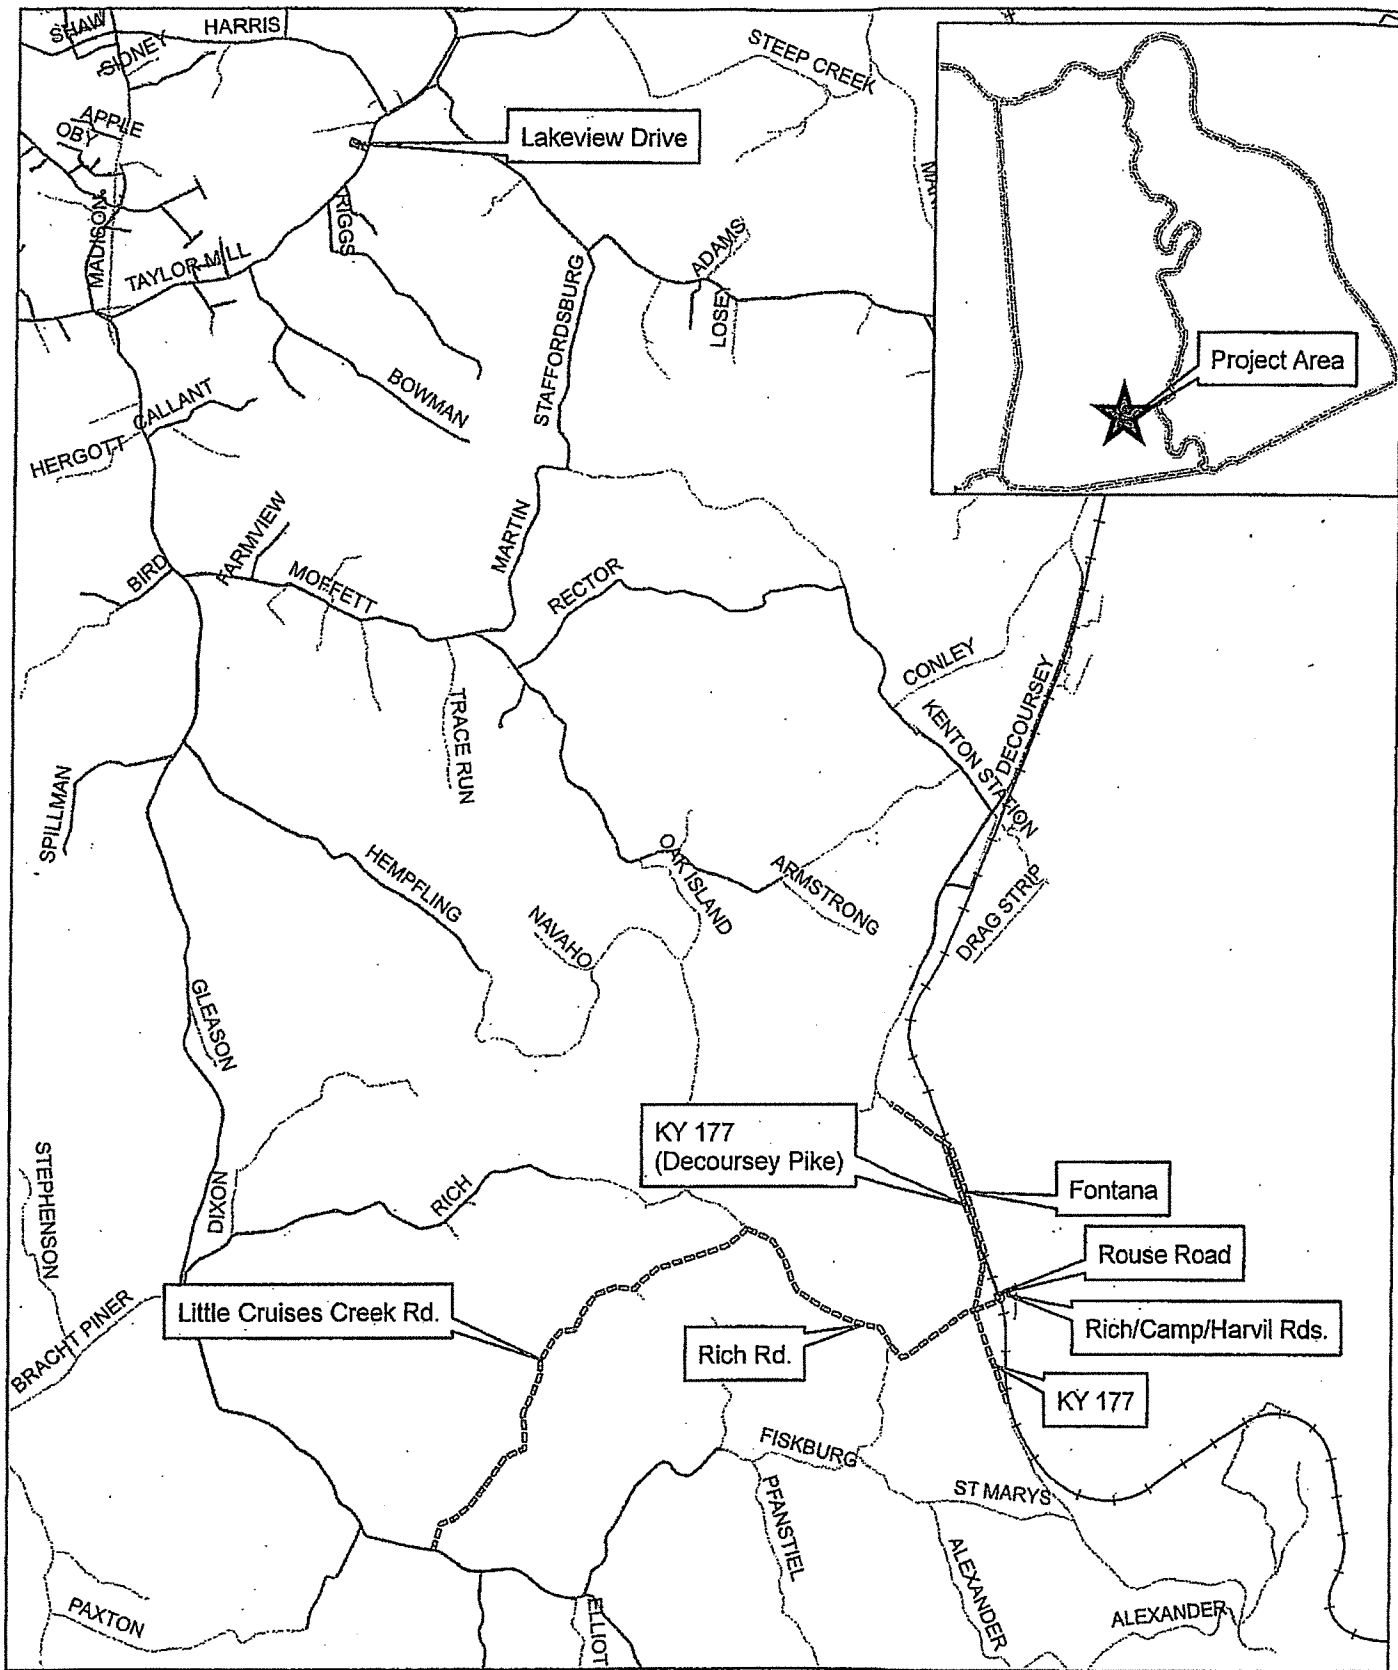 SHAW
HARRIS
SIDNEY
STEEP CREEK
APPLE
OBY
Lakeview Drive
MADISON
RIGGS
TAYLOR MILL
ADAMS
LOSEY
STAFFORDSBURG
Project Area
BOWMAN
CALLANT
HERGOTT
FARMVIEW
MARTIN
BIRD
MOFFETT
RECTOR
CONLEY
DECOURSEY
TRACE RUN
KENTON STATION
SPILLMAN
HEMPFLING
OAK ISLAND
ARMSTRONG
DRAG STRIP
NAVAHO
GLEASON
KY 177
(Decoursey Pike)
STEPHENSON
DIXON
RICH
Fontana
Rouse Road
Little Cruises Creek Rd.
Rich/Camp/Harvil Rds.
BRACHT PINER
Rich Rd.
KY 177
FISKBURG
PFANSTIEL
ST MARYS
ALEXANDER
PAXTON
ELLIOT
ALEXANDER